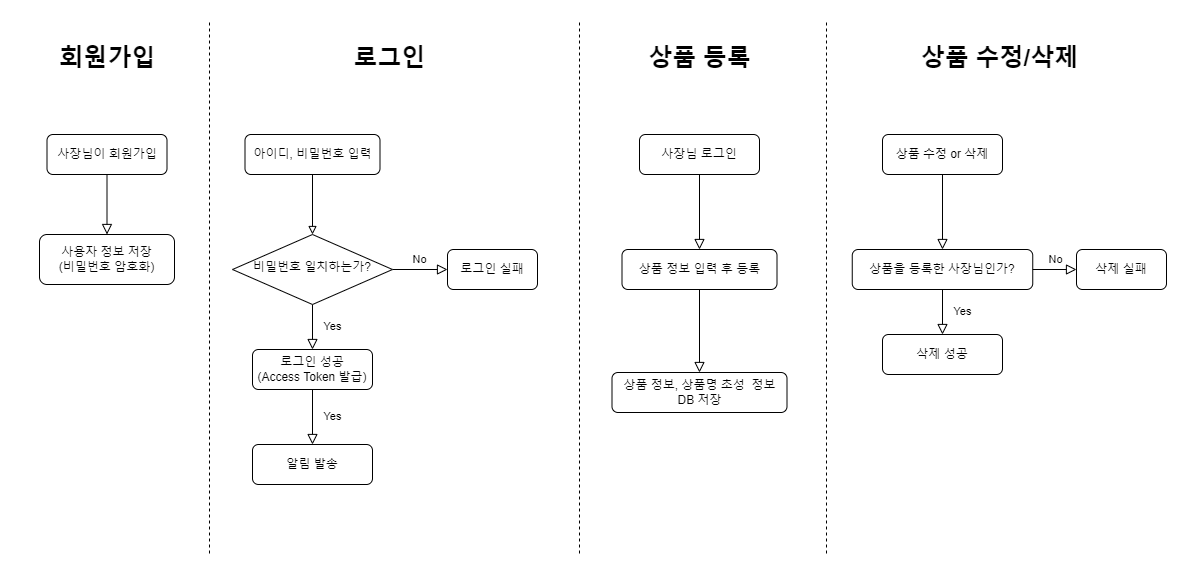 회원가입
사장님이 회원가입
사용자 정보 저장
(비밀번호 암호화)
로그인
아이디, 비밀번호 입력
비밀번호 일치하는가?
No
로그인 실패
Yes
로그인 성공
(Access Token 발급)
Yes
알림 발송
상품 등록
사장님 로그인
상품 정보 입력 후 등록
상품 정보, 상품명 초성 정보
DB 저장
상품 수정/삭제
상품 수정 or 삭제
상품을 등록한 사장님인가?
No
삭제 실패
Yes
삭제 성공